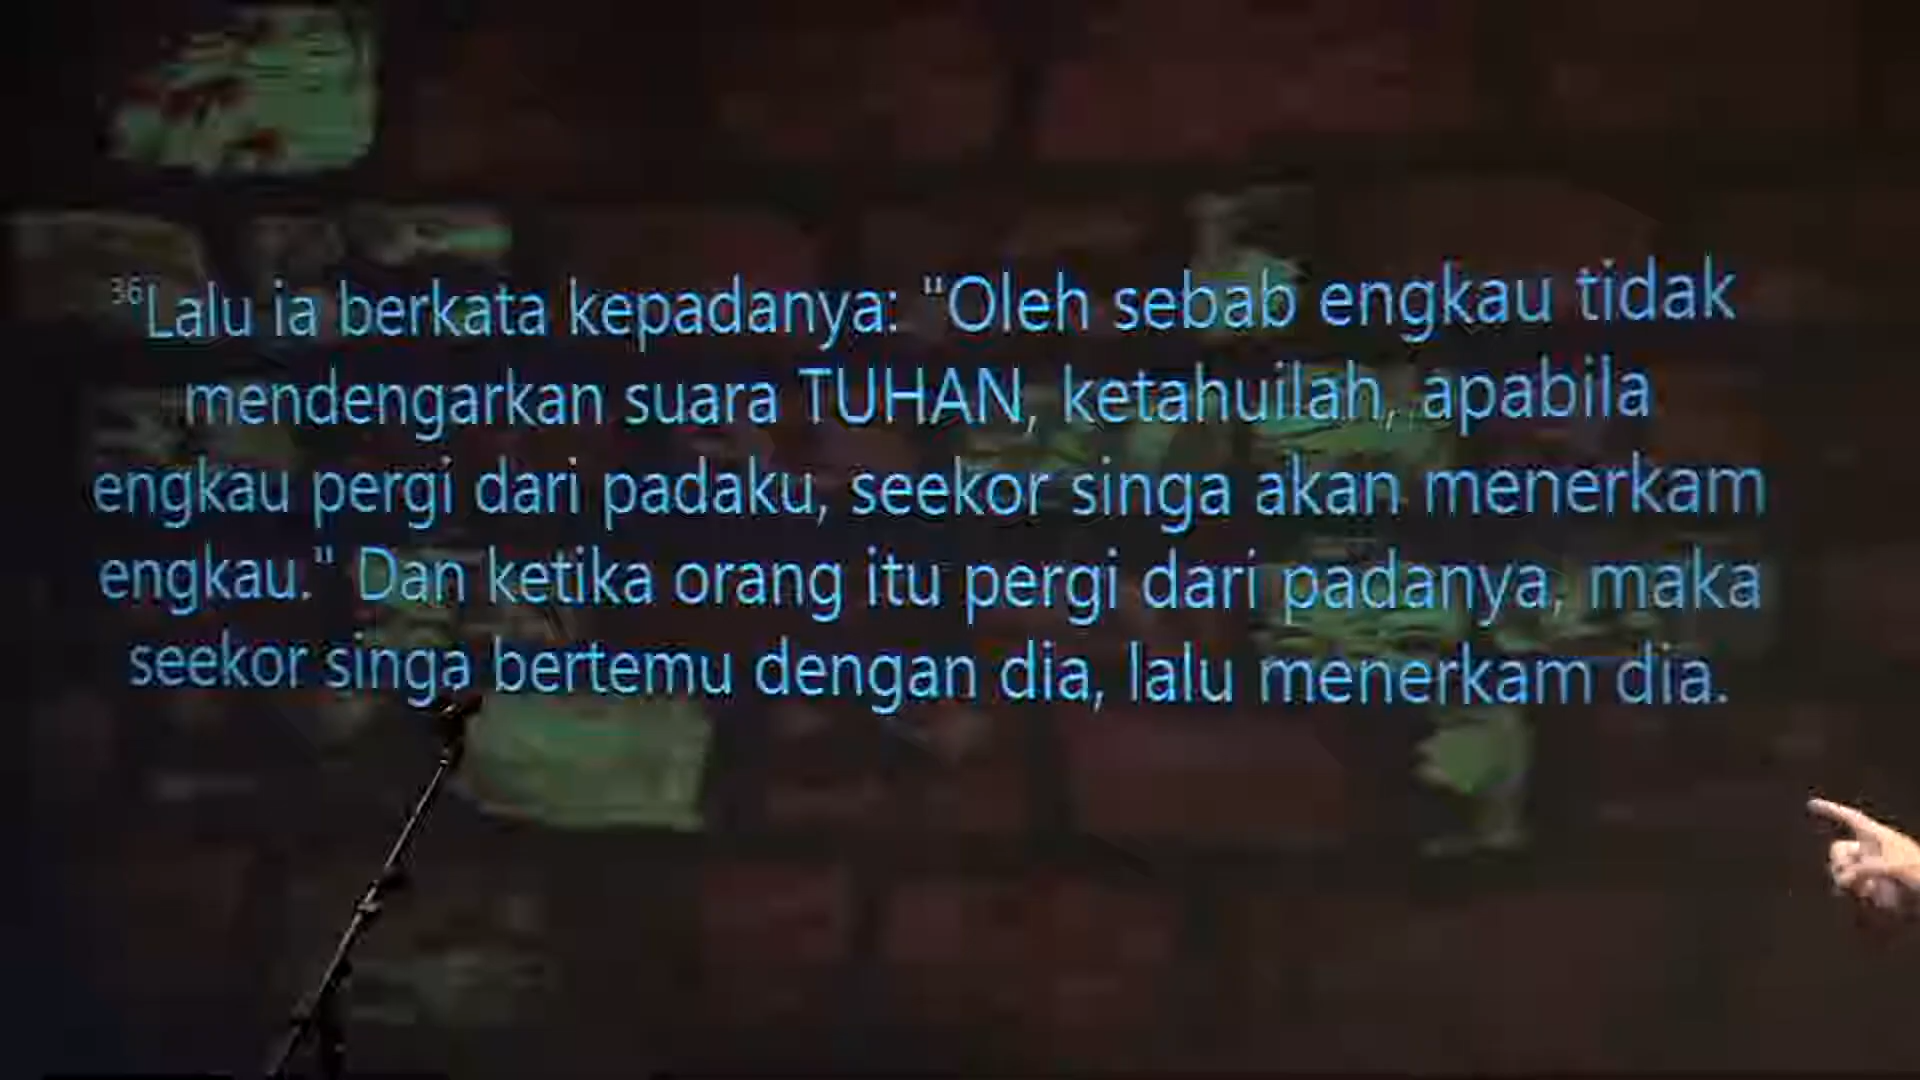 36Lalu ia berkata kepadanya: "Oleh sebab engkau tidak
mendengarkan suara TUHAN, ketahuilah, apabila
engkau pergi dari padaku, seekor singa akan menerkam
engkau." Dan ketika orang itu pergi dari padanya, maka
seekor singa bertemu dengan dia, lalu menerkam dia.